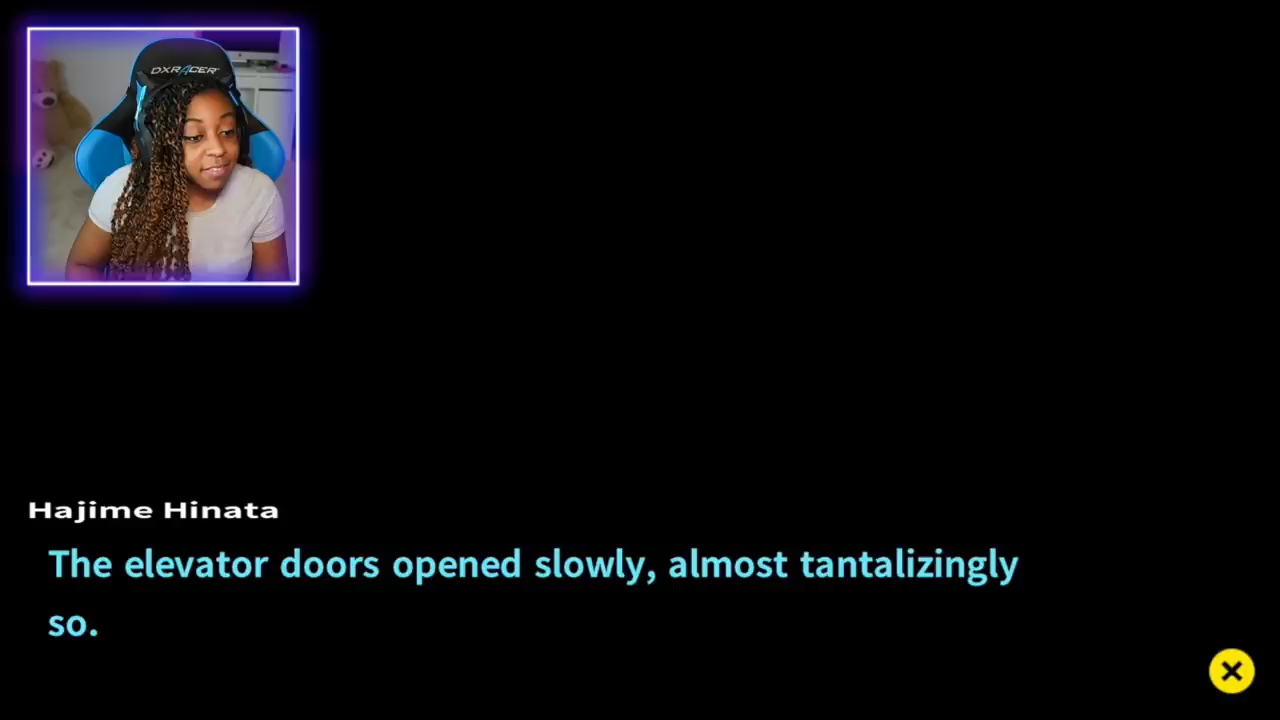 DXRACER
Hajime Hinata
The elevator doors opened slowly, almost tantalizingly
so.